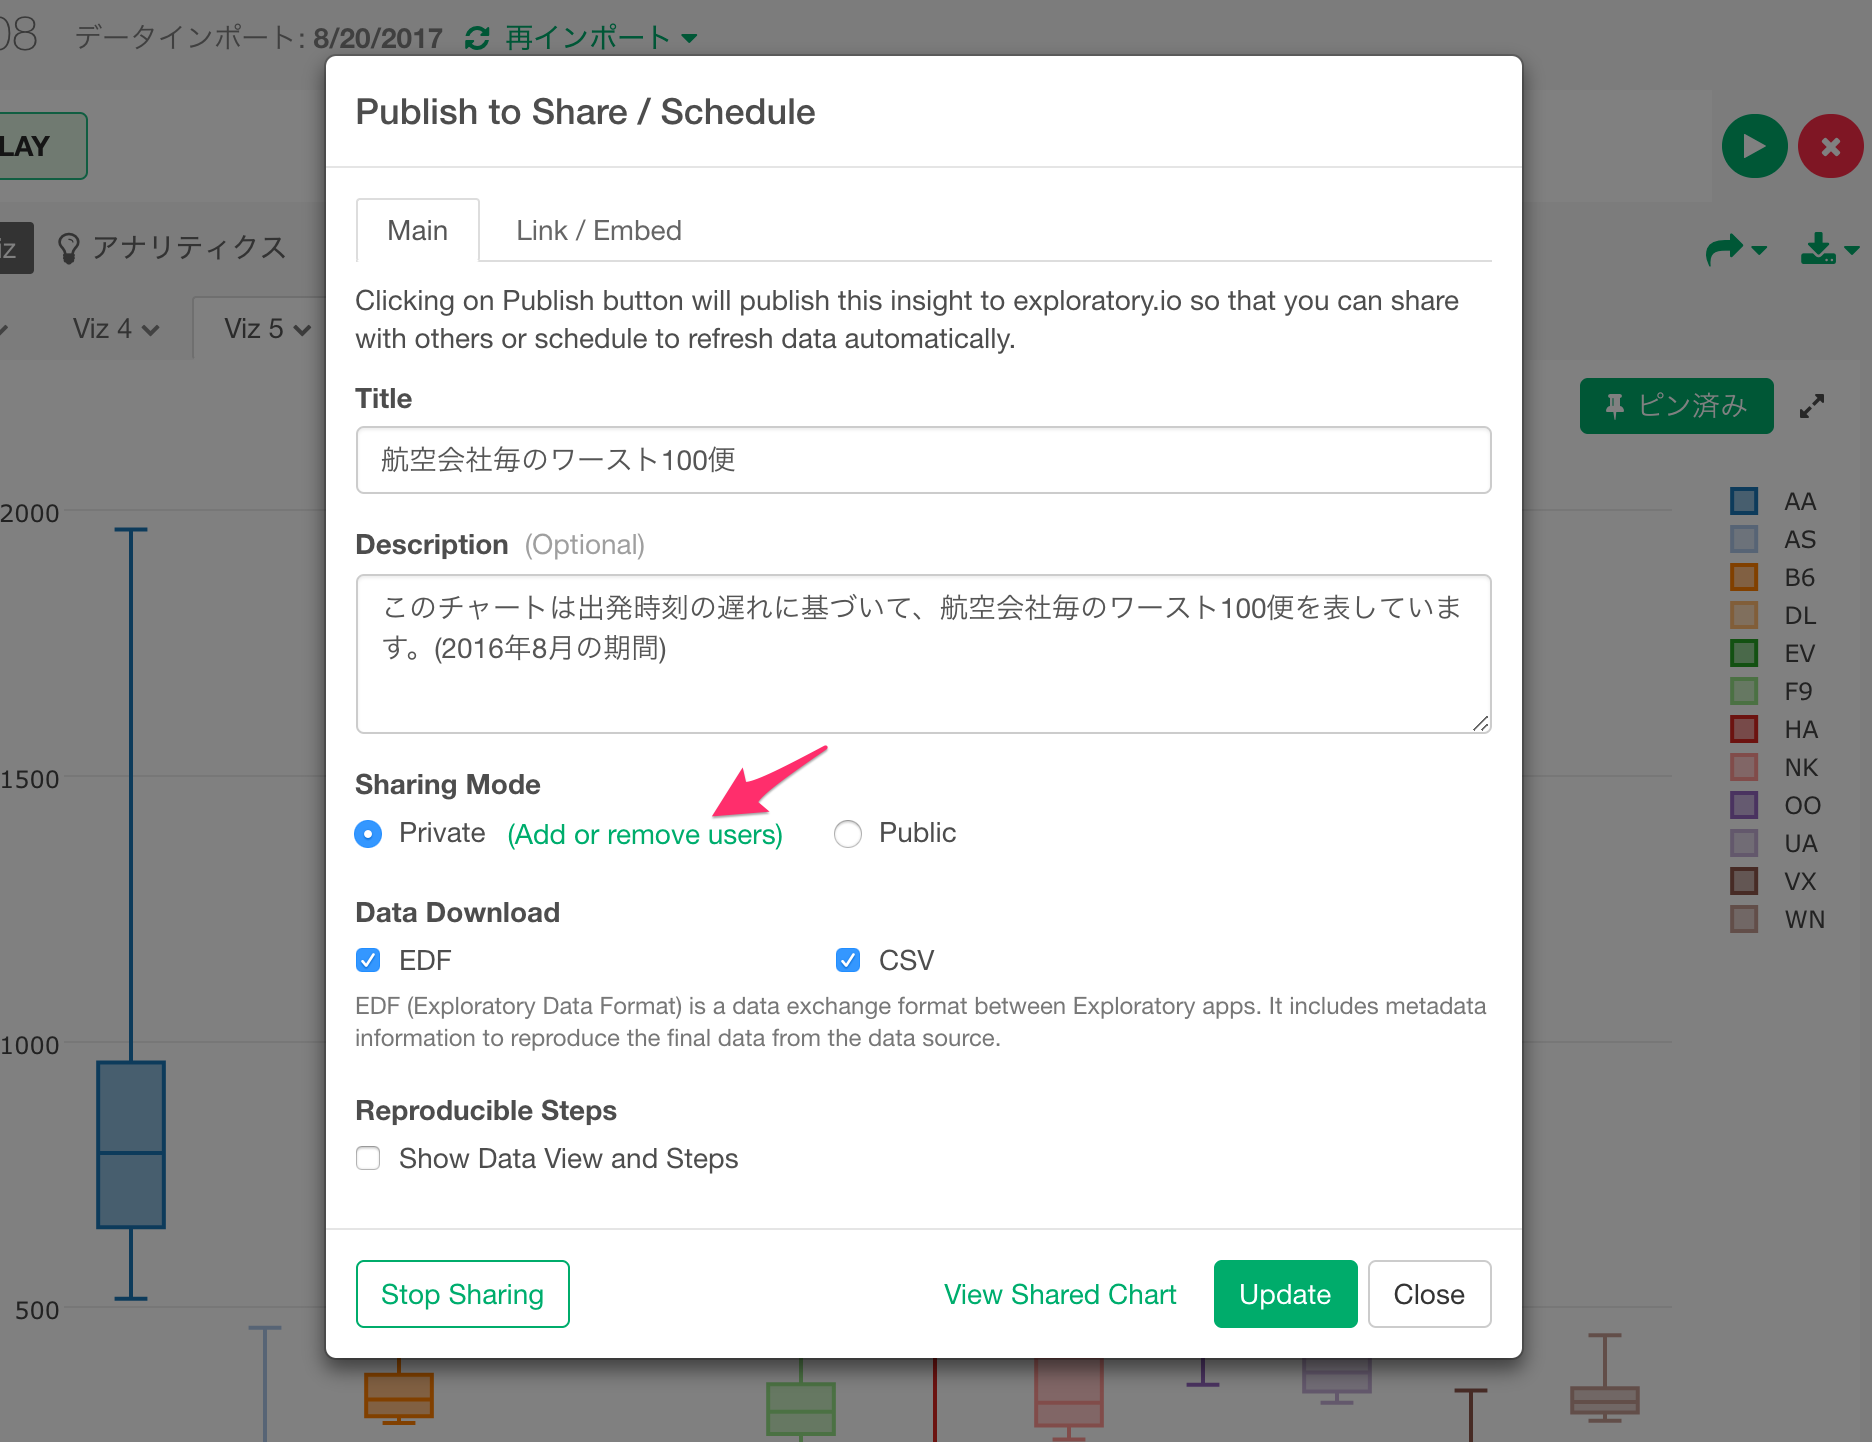 08 データインポート: 8/20/2017 再インポート
Publish to Share / Schedule
LAY
Main Link / Embed
iz アナリティクス
Viz 4 Viz 5
Clicking on Publish button will publish this insight to exploratory.io so that you can share
with others or schedule to refresh data automatically.
Title
航空会社毎のワースト100便
ピン済み
Description (Optional)
このチャートは出発時刻の遅れに基づいて、航空会社毎のワースト100便を表していま
す。(2016年8月の期間)
Sharing Mode
Private (Add or remove users) Public
Data Download
EDF CSV
EDF (Exploratory Data Format) is a data exchange format between Exploratory apps. It includes metadata
information to reproduce the final data from the data source.
Reproducible Steps
Show Data View and Steps
Stop Sharing View Shared Chart Update Close
2000
1500
1000
500
AA
AS
B6
DL
EV
F9
HA
NK
OO
UA
VX
WN